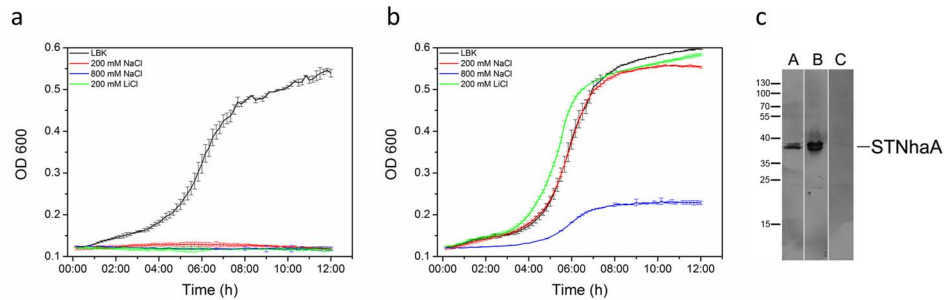 a
LBK
200 mM NaCl
800 mM NaCl
200 mM LiCl
OD 600
0.6
0.5
0.4
0.3
0.2
0.1
00:00 02:00 04:00 06:00 08:00 10:00 12:00
Time (h)
b
LBK
200 mM NaCl
800 mM NaCl
200 mM LiCl
OD 600
0.6
0.5
0.4
0.3
0.2
0.1
00:00 02:00 04:00 06:00 08:00 10:00 12:00
Time (h)
c
A B C
130
100
70
55
40
35
25
15
STNhaA